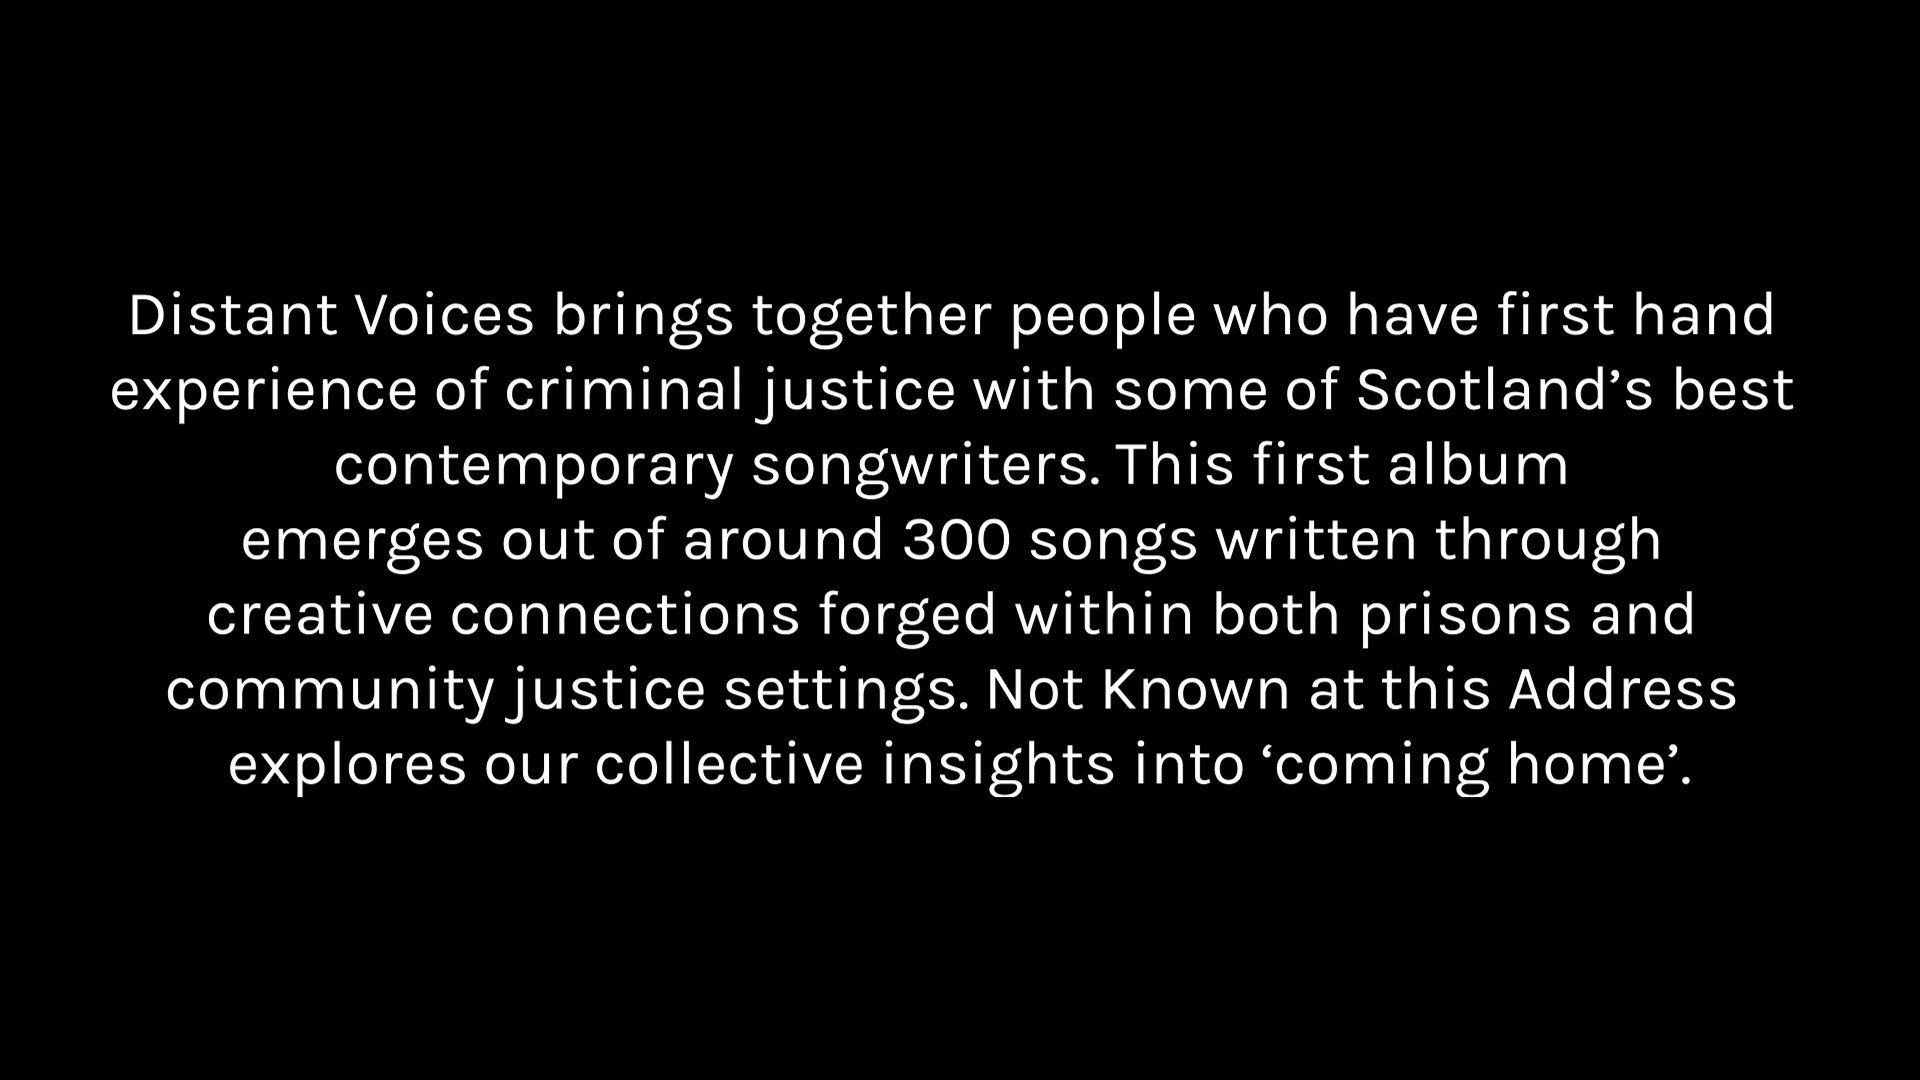 Distant Voices brings together people who have first hand
experience of criminal justice with some of Scotland’s best
contemporary songwriters. This first album
emerges out of around 300 songs written through
creative connections forged within both prisons and
community justice settings. Not Known at this Address
explores our collective insights into ‘coming home’.